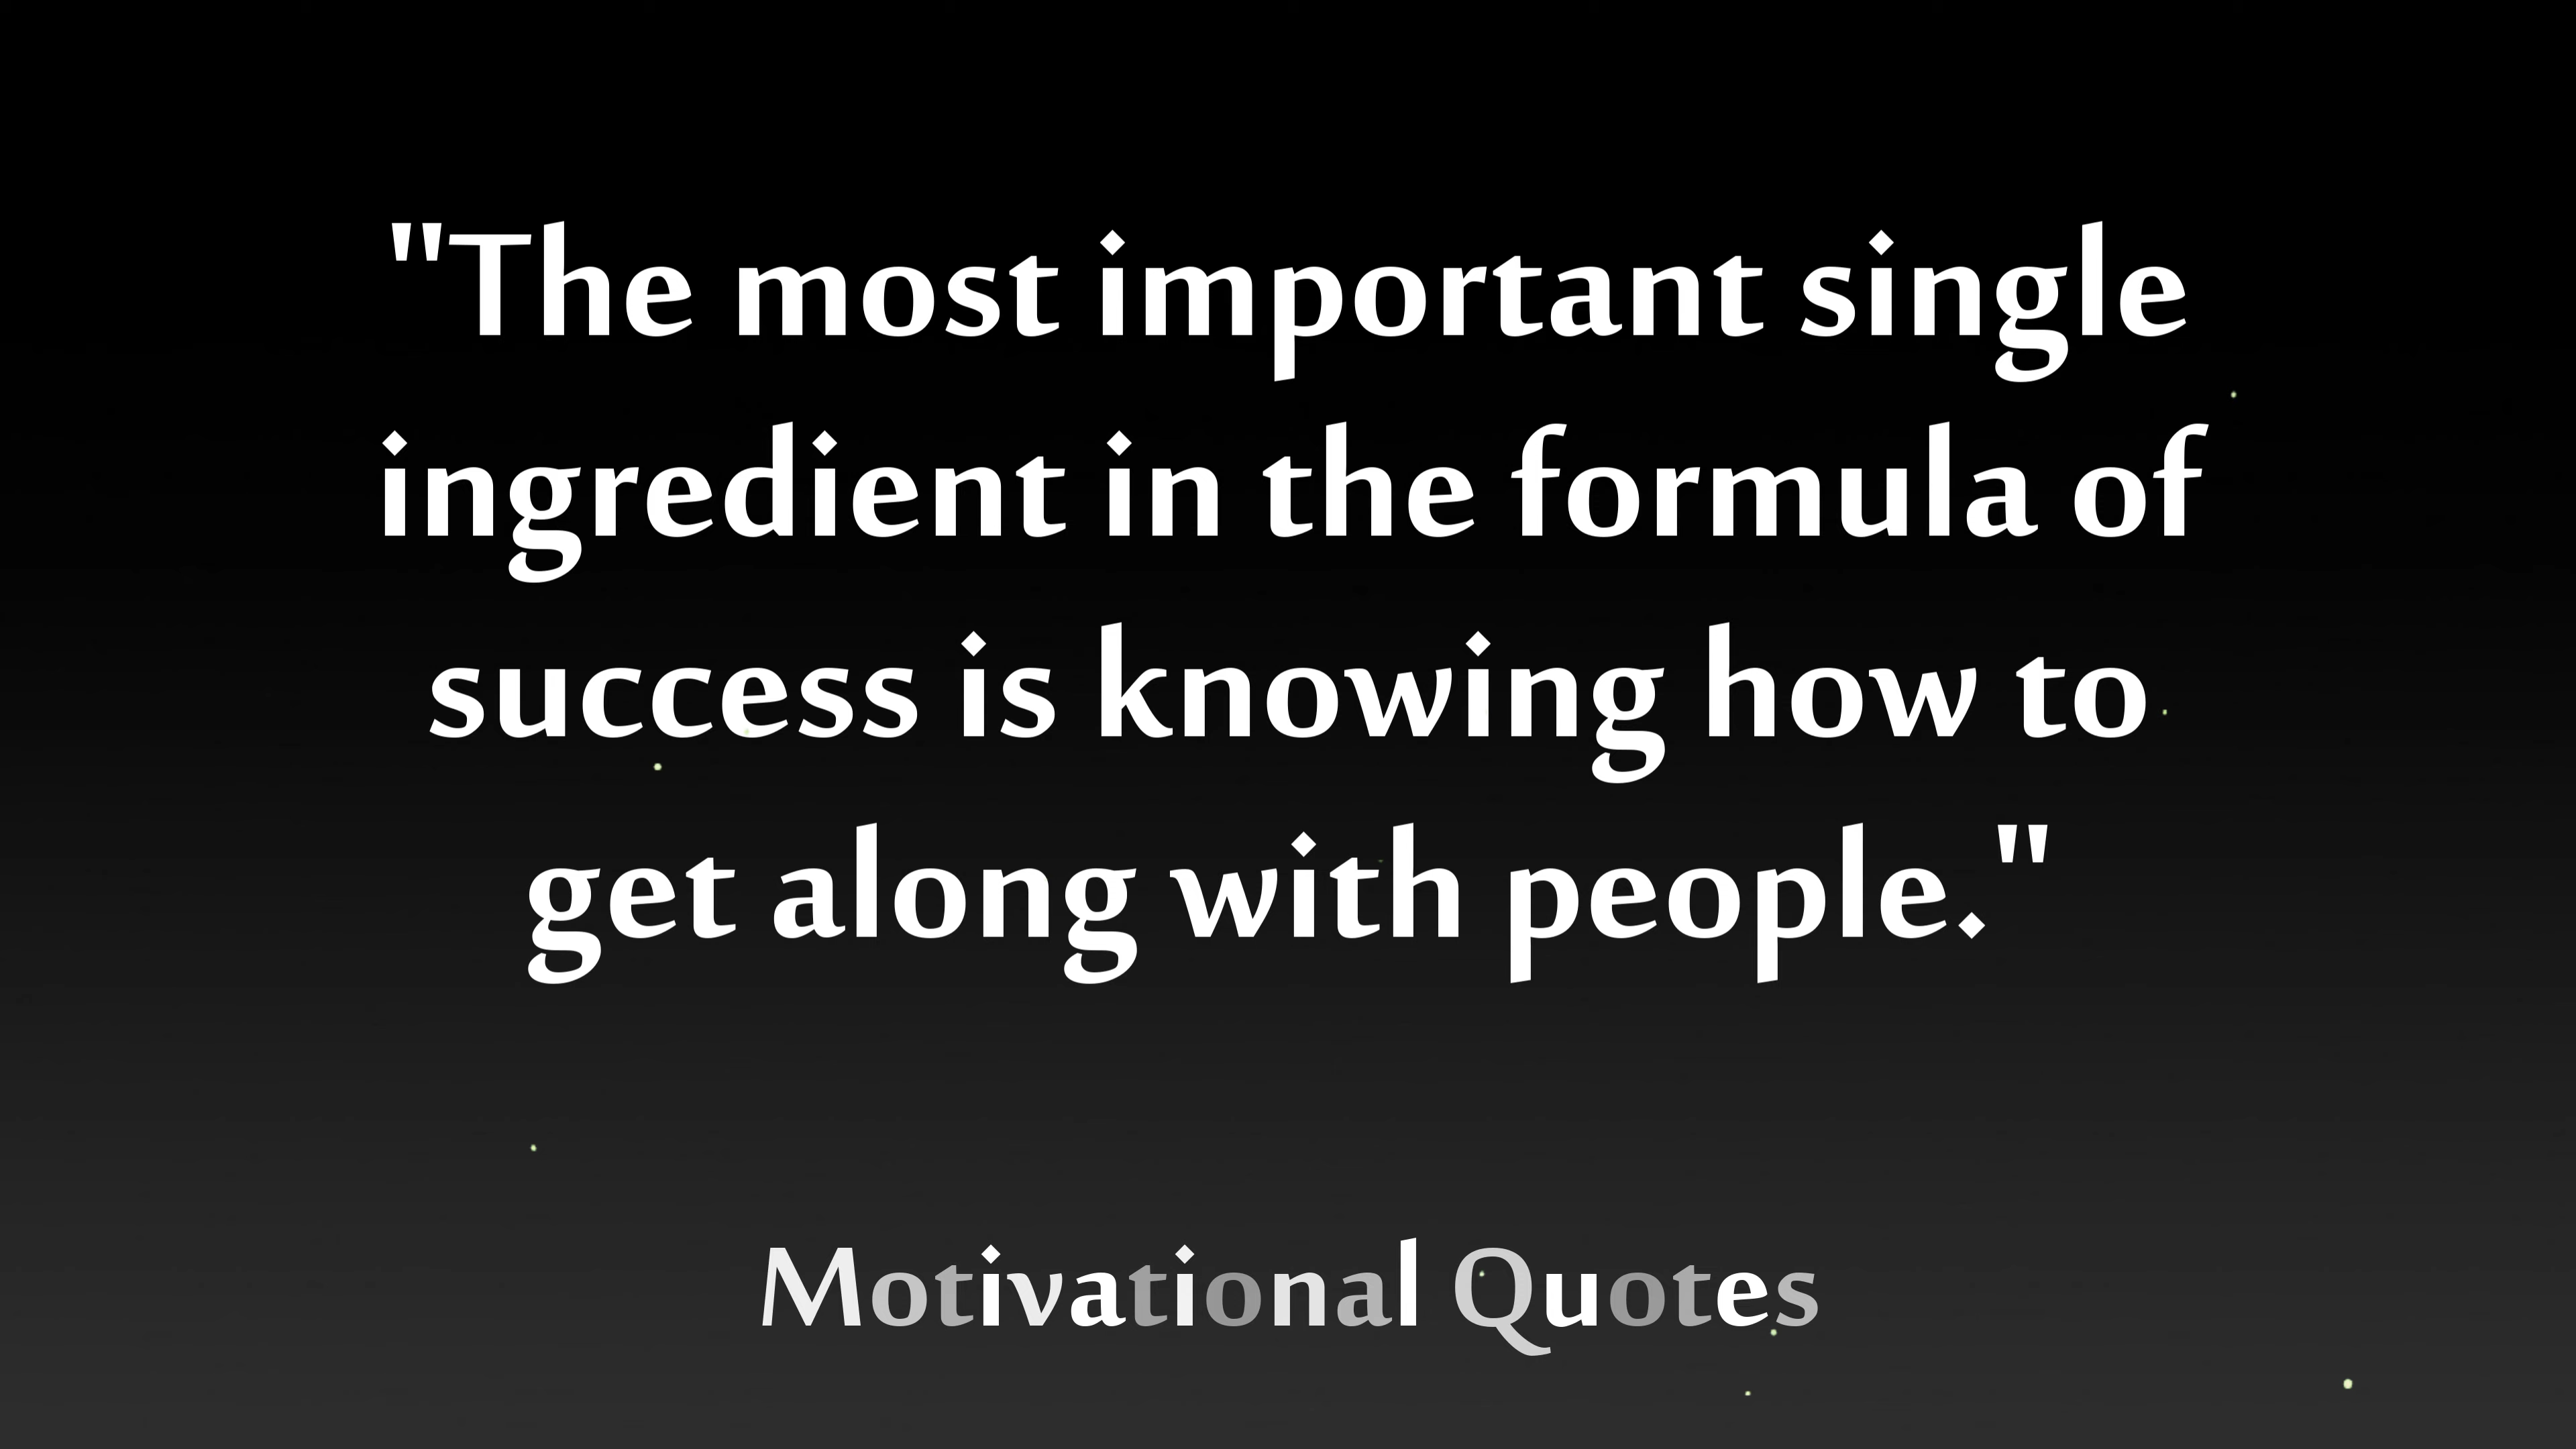 "The most important single
ingredient in the formula of
success is knowing how to
get along with people."
Motivational Quotes